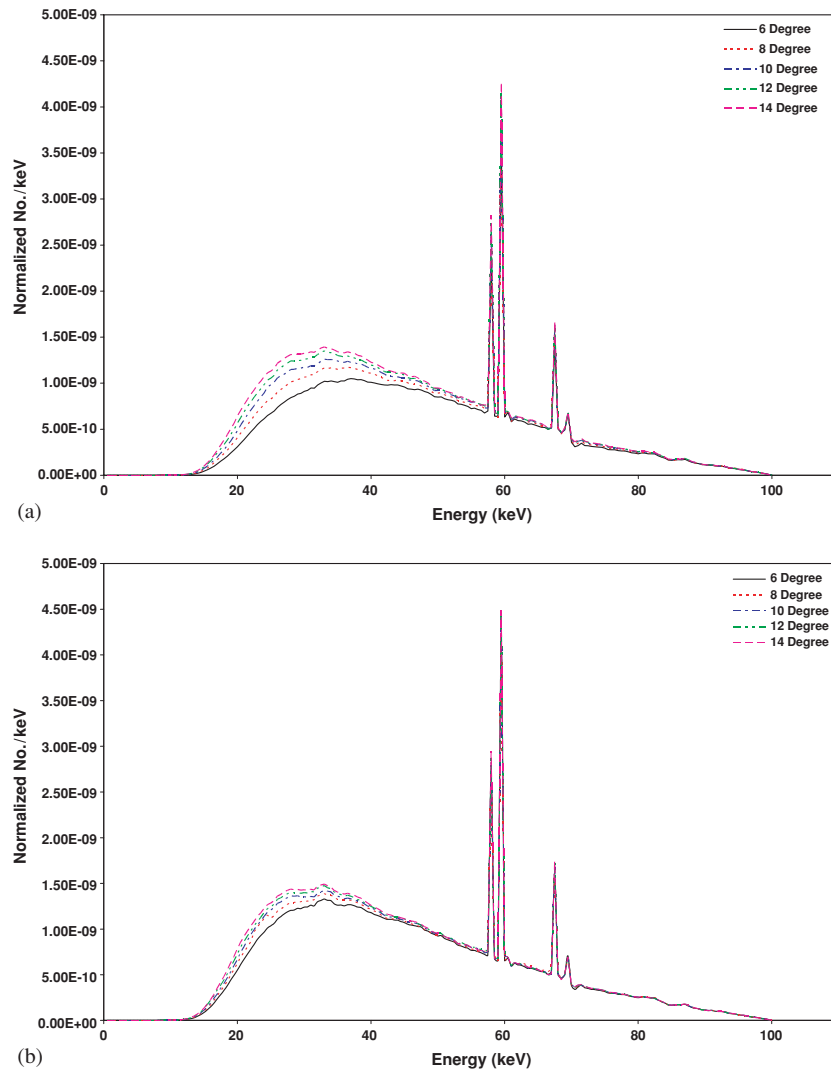 5.00E-09
4.50E-09
4.00E-09
3.50E-09
3.00E-09
2.50E-09
2.00E-09
1.50E-09
1.00E-09
5.00E-10
0.00E+00
Normalized No./keV
6 Degree
8 Degree
10 Degree
12 Degree
14 Degree
0 20 40 60 80 100
Energy (keV)
(a)
5.00E-09
4.50E-09
4.00E-09
3.50E-09
3.00E-09
2.50E-09
2.00E-09
1.50E-09
1.00E-09
5.00E-10
0.00E+00
Normalized No./keV
6 Degree
8 Degree
10 Degree
12 Degree
14 Degree
0 20 40 60 80 100
Energy (keV)
(b)